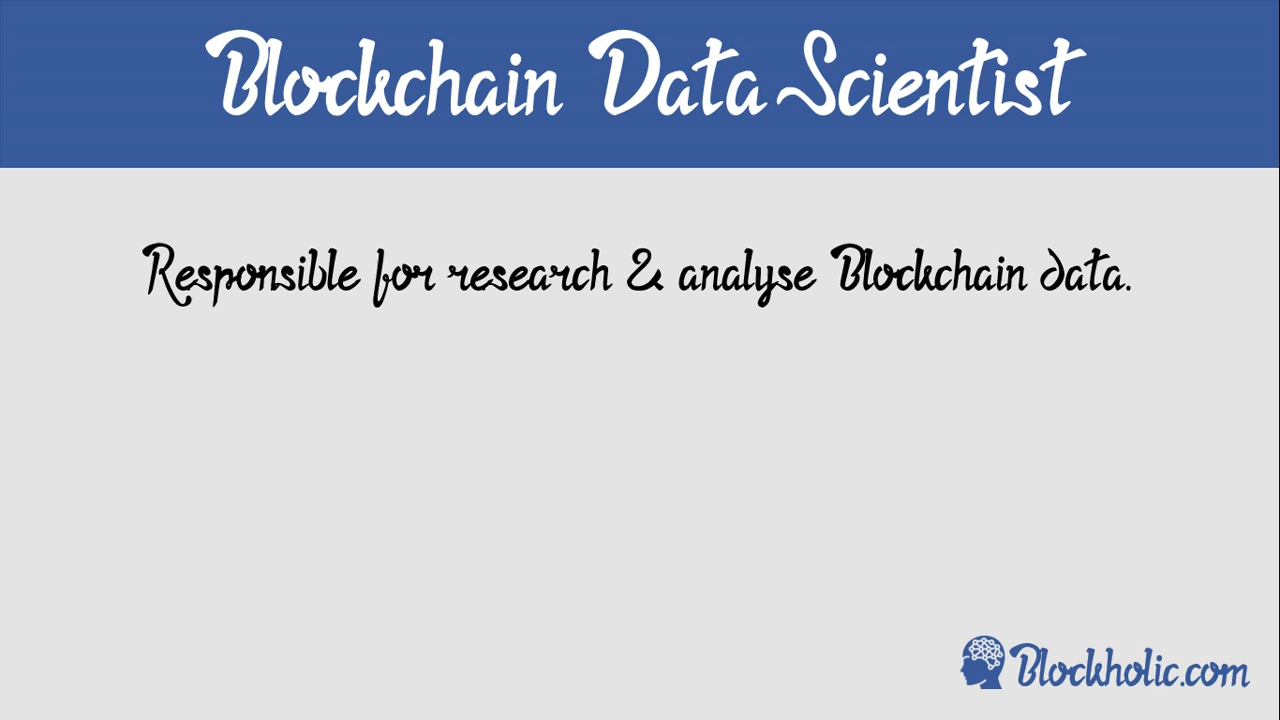 Blockchain Data Scientist
Responsible for research & analyse Blockchain data.
Blockholic.com